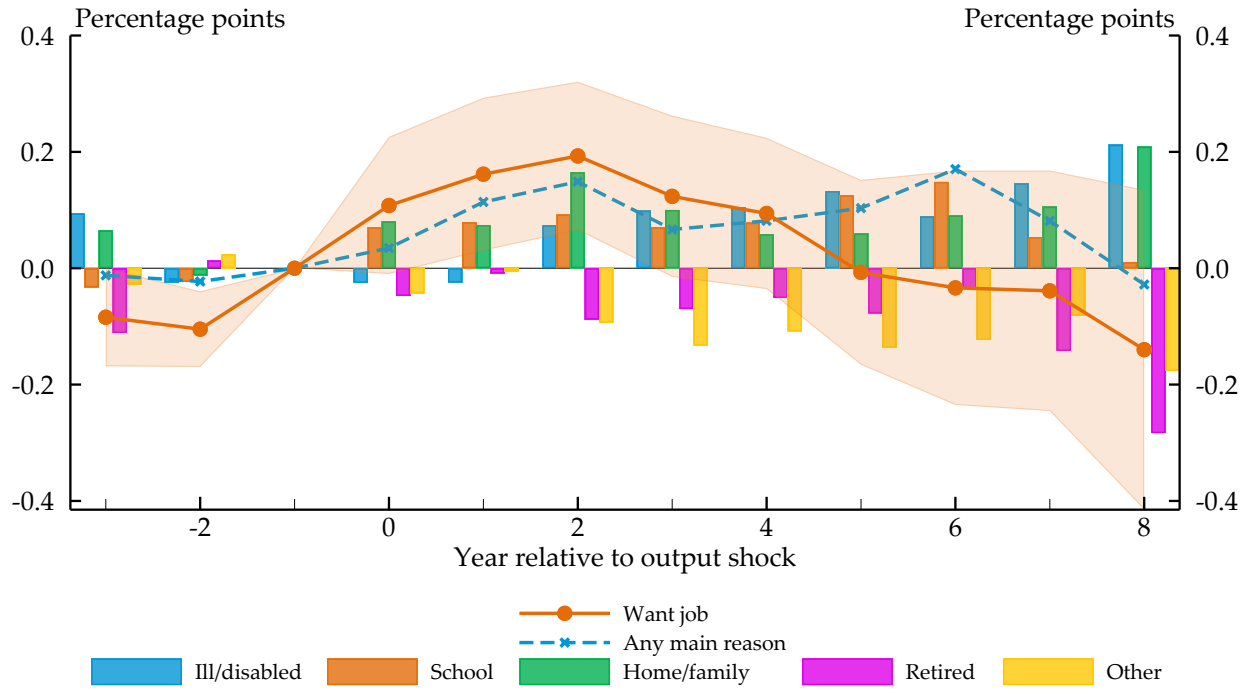 Percentage points Percentage points
0.4 0.4
0.2 0.2
0.0 0.0
-0.2 -0.2
-0.4 -0.4
-2 0 2 4 6 8
Year relative to output shock
Want job
Any main reason
Ill/disabled School Home/family Retired Other